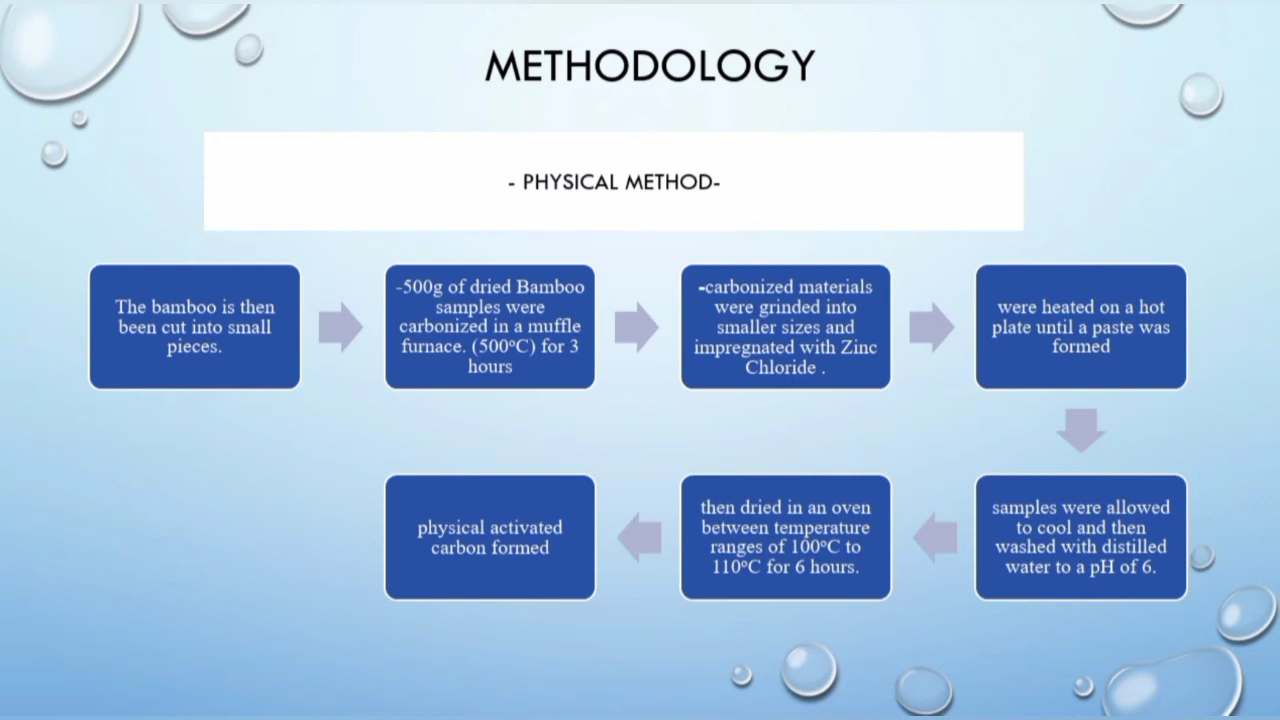 METHODOLOGY
- PHYSICAL METHOD-
The bamboo is then
been cut into small
pieces.
-500g of dried Bamboo
samples were
carbonized in a muffle
furnace. (500ºC) for 3
hours
-carbonized materials
were grinded into
smaller sizes and
impregnated with Zinc
Chloride .
were heated on a hot
plate until a paste was
formed
samples were allowed
to cool and then
washed with distilled
water to a pH of 6.
then dried in an oven
between temperature
ranges of 100ºC to
110ºC for 6 hours.
physical activated
carbon formed